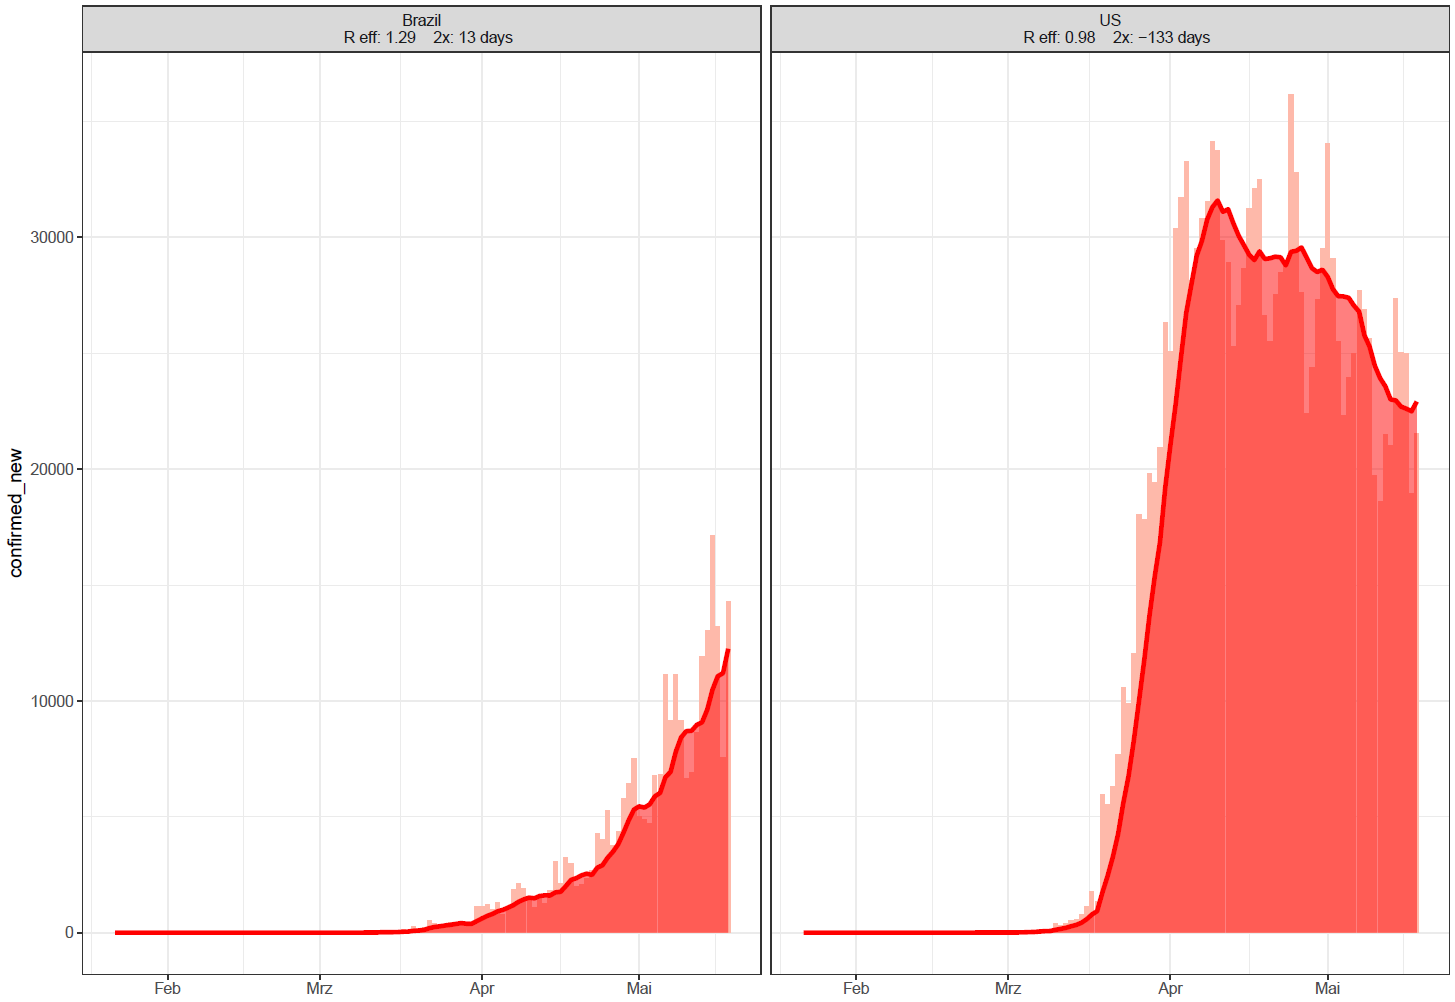 Brazil
R eff: 1.29 2x: 13 days
US
R eff: 0.98 2x: −133 days
confirmed_new
30000
20000
10000
0
Feb Mrz Apr Mai
Feb Mrz Apr Mai